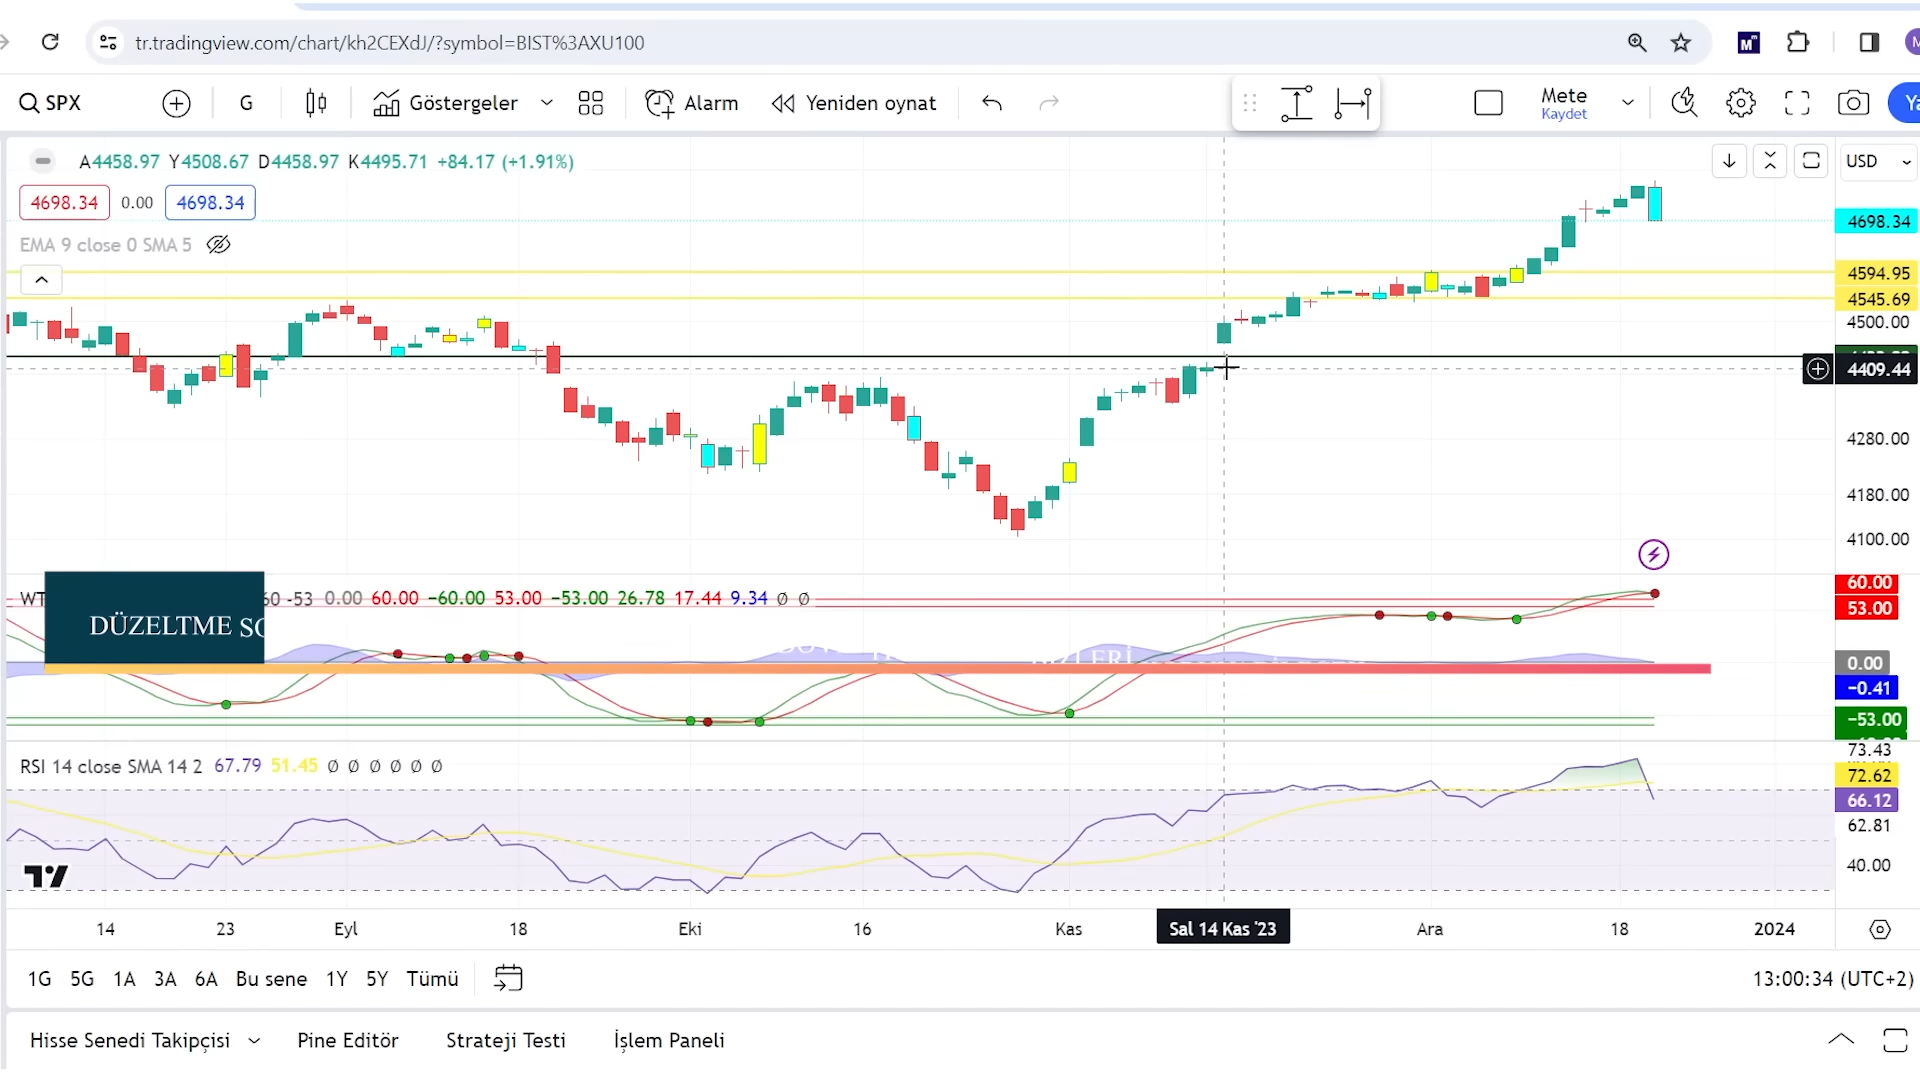 tr.tradingview.com/chart/kh2CEXdJ/?symbol=BIST%3AXU100
SPX G Göstergeler Alarm Yeniden oynat Mete Kaydet
A4458.97 Y4508.67 D4458.97 K4495.71 +84.17 (+1.91%) USD
4698.34 0.00 4698.34
4698.34
EMA 9 close 0 SMA 5
4594.95
4545.69
4500.00
4409.44
4280.00
4180.00
4100.00
WT 60 -53 0.00 60.00 −60.00 53.00 −53.00 26.78 17.44 9.34 Ø Ø
60.00
53.00
DÜZELTME
0.00
−0.41
−53.00
RSI 14 close SMA 14 2 67.79 51.45 Ø Ø Ø Ø Ø Ø
73.43
72.62
66.12
62.81
40.00
14 23 Eyl 18 Eki 16 Kas Sal 14 Kas '23 Ara 18 2024
1G 5G 1A 3A 6A Bu sene 1Y 5Y Tümü 13:00:34 (UTC+2)
Hisse Senedi Takipçisi Pine Editör Strateji Testi İşlem Paneli